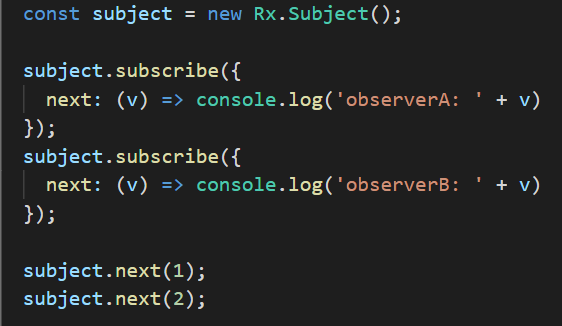 const subject = new Rx.Subject();
subject.subscribe({
next: (v) => console.log('observerA: ' + v)
});
subject.subscribe({
next: (v) => console.log('observerB: ' + v)
});
subject.next(1);
subject.next(2);